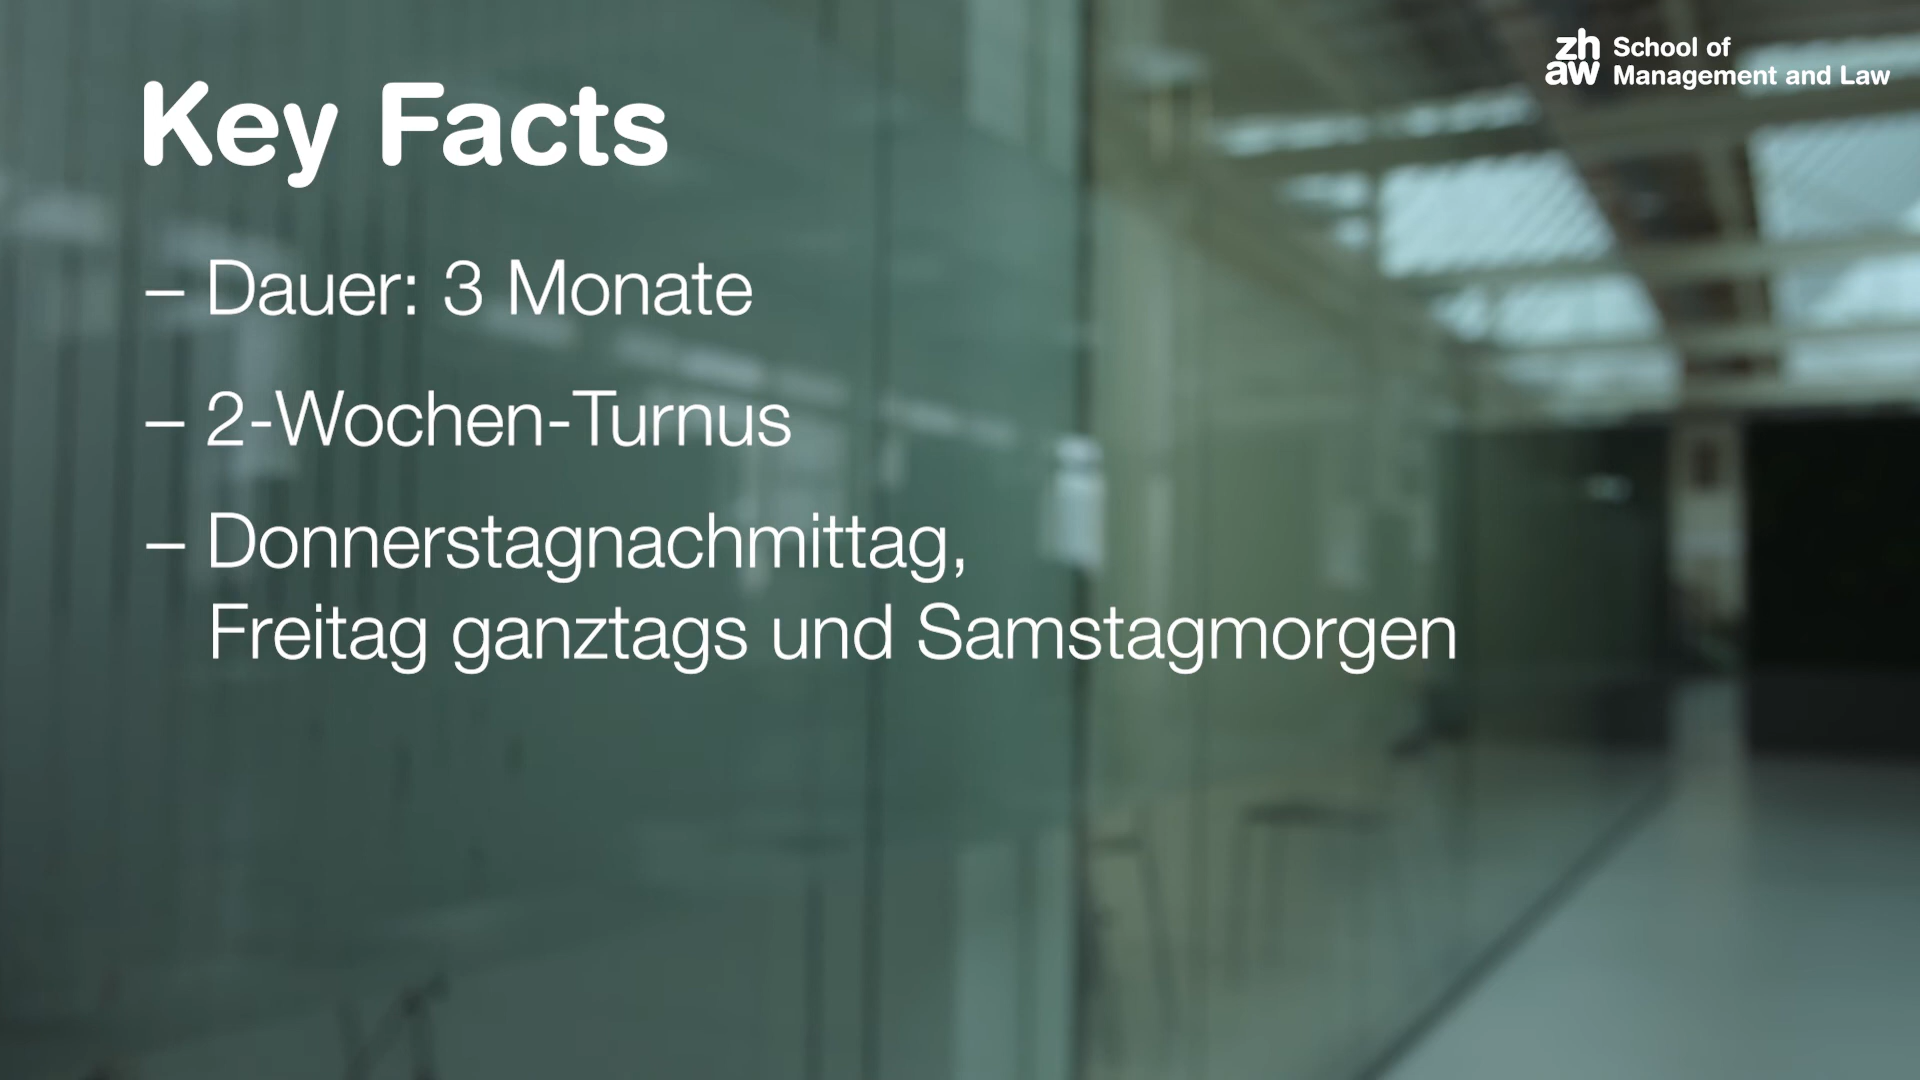 zh
aw
School of
Management and Law
Key Facts
– Dauer: 3 Monate
– 2-Wochen-Turnus
– Donnerstagnachmittag,
Freitag ganztags und Samstagmorgen